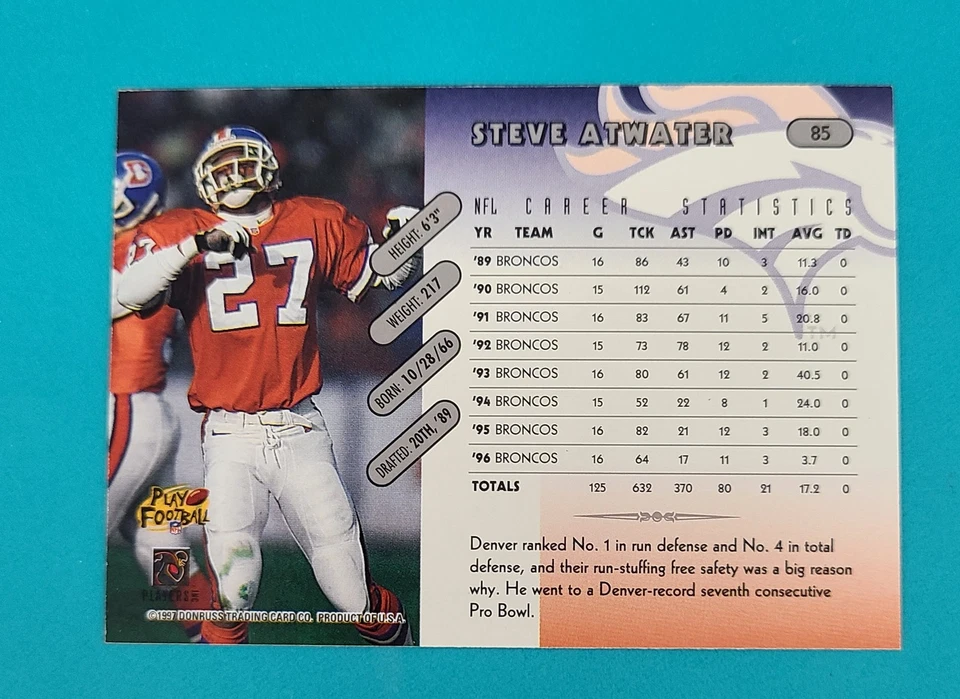 STEVE ATWATER 85
NFL CAREER STATISTICS
YR TEAM G TCK AST PD INT AVG TD
'89 BRONCOS 16 86 43 10 3 11.3 0
'90 BRONCOS 15 112 61 4 2 16.0 0
'91 BRONCOS 16 83 67 11 5 20.8 0
'92 BRONCOS 15 73 78 12 2 11.0 0
'93 BRONCOS 16 80 61 12 2 40.5 0
'94 BRONCOS 15 52 22 8 1 24.0 0
'95 BRONCOS 16 82 21 12 3 18.0 0
'96 BRONCOS 16 64 17 11 3 3.7 0
TOTALS 125 632 370 80 21 17.2 0
TM
Denver ranked No. 1 in run defense and No. 4 in total
defense, and their run-stuffing free safety was a big reason
why. He went to a Denver-record seventh consecutive
Pro Bowl.
HEIGHT: 6'3"
WEIGHT: 217
BORN: 10/28/66
DRAFTED: 20TH, '89
27
27
D
PLAY
FOOTBALL
NFL
PLAYERS INC
©1997 DONRUSS TRADING CARD CO. PRODUCT OF U.S.A.